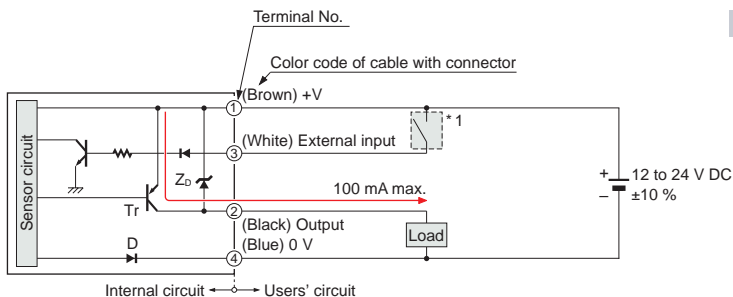 Terminal No.
Color code of cable with connector
(Brown) +V
1
* 1
(White) External input
3
Sensor circuit
ZD
100 mA max.
Tr
2
(Black) Output
(Blue) 0 V
Load
D
4
+ 12 to 24 V DC
– ±10 %
Internal circuit Users' circuit